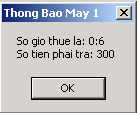 Thong Bao May 1
So gio thue la: 0:6
So tien phai tra: 300
OK